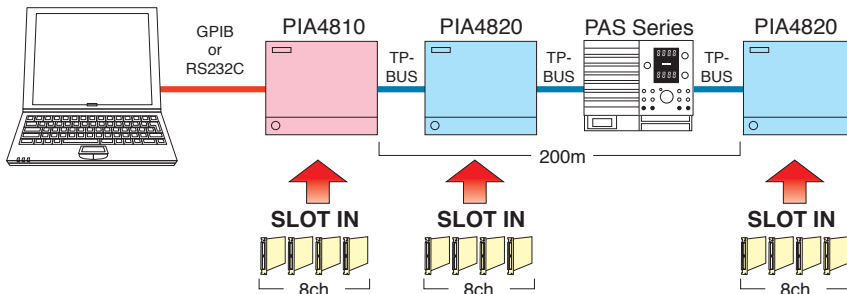 GPIB
or
RS232C
PIA4810
TP-
BUS
PIA4820
TP-
BUS
PAS Series
TP-
BUS
PIA4820
200m
SLOT IN
SLOT IN
SLOT IN
8ch
8ch
8ch